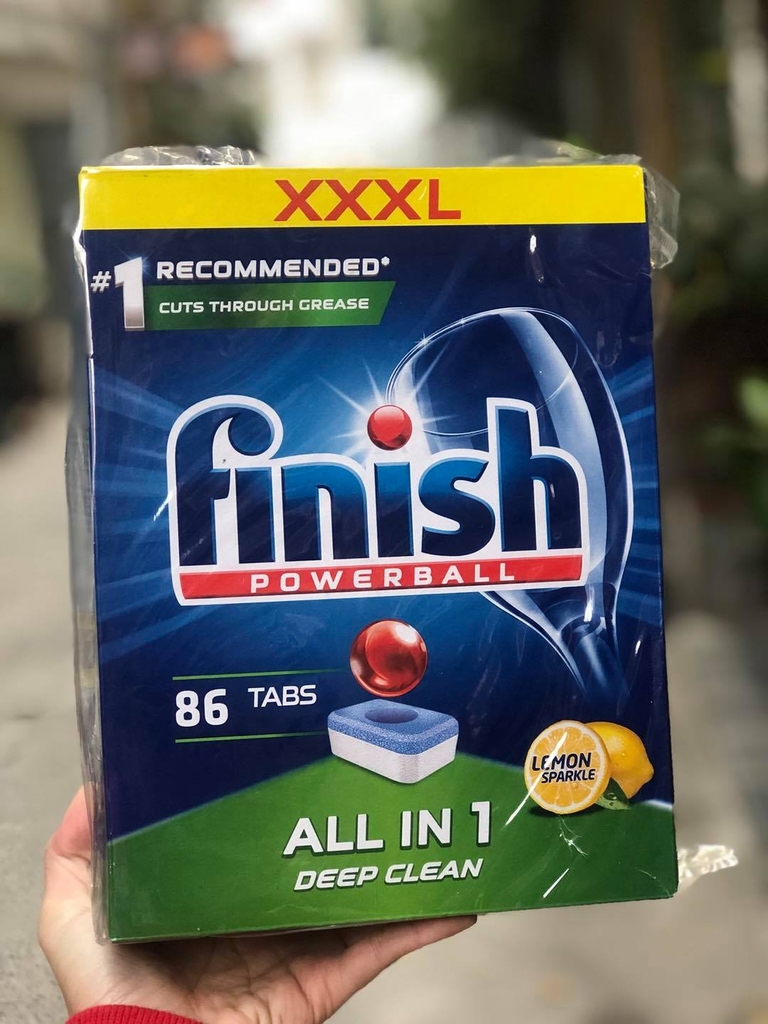 XXXL
#1 RECOMMENDED*
CUTS THROUGH GREASE
finish
POWERBALL
86 TABS
LEMON
SPARKLE
ALL IN 1
DEEP CLEAN